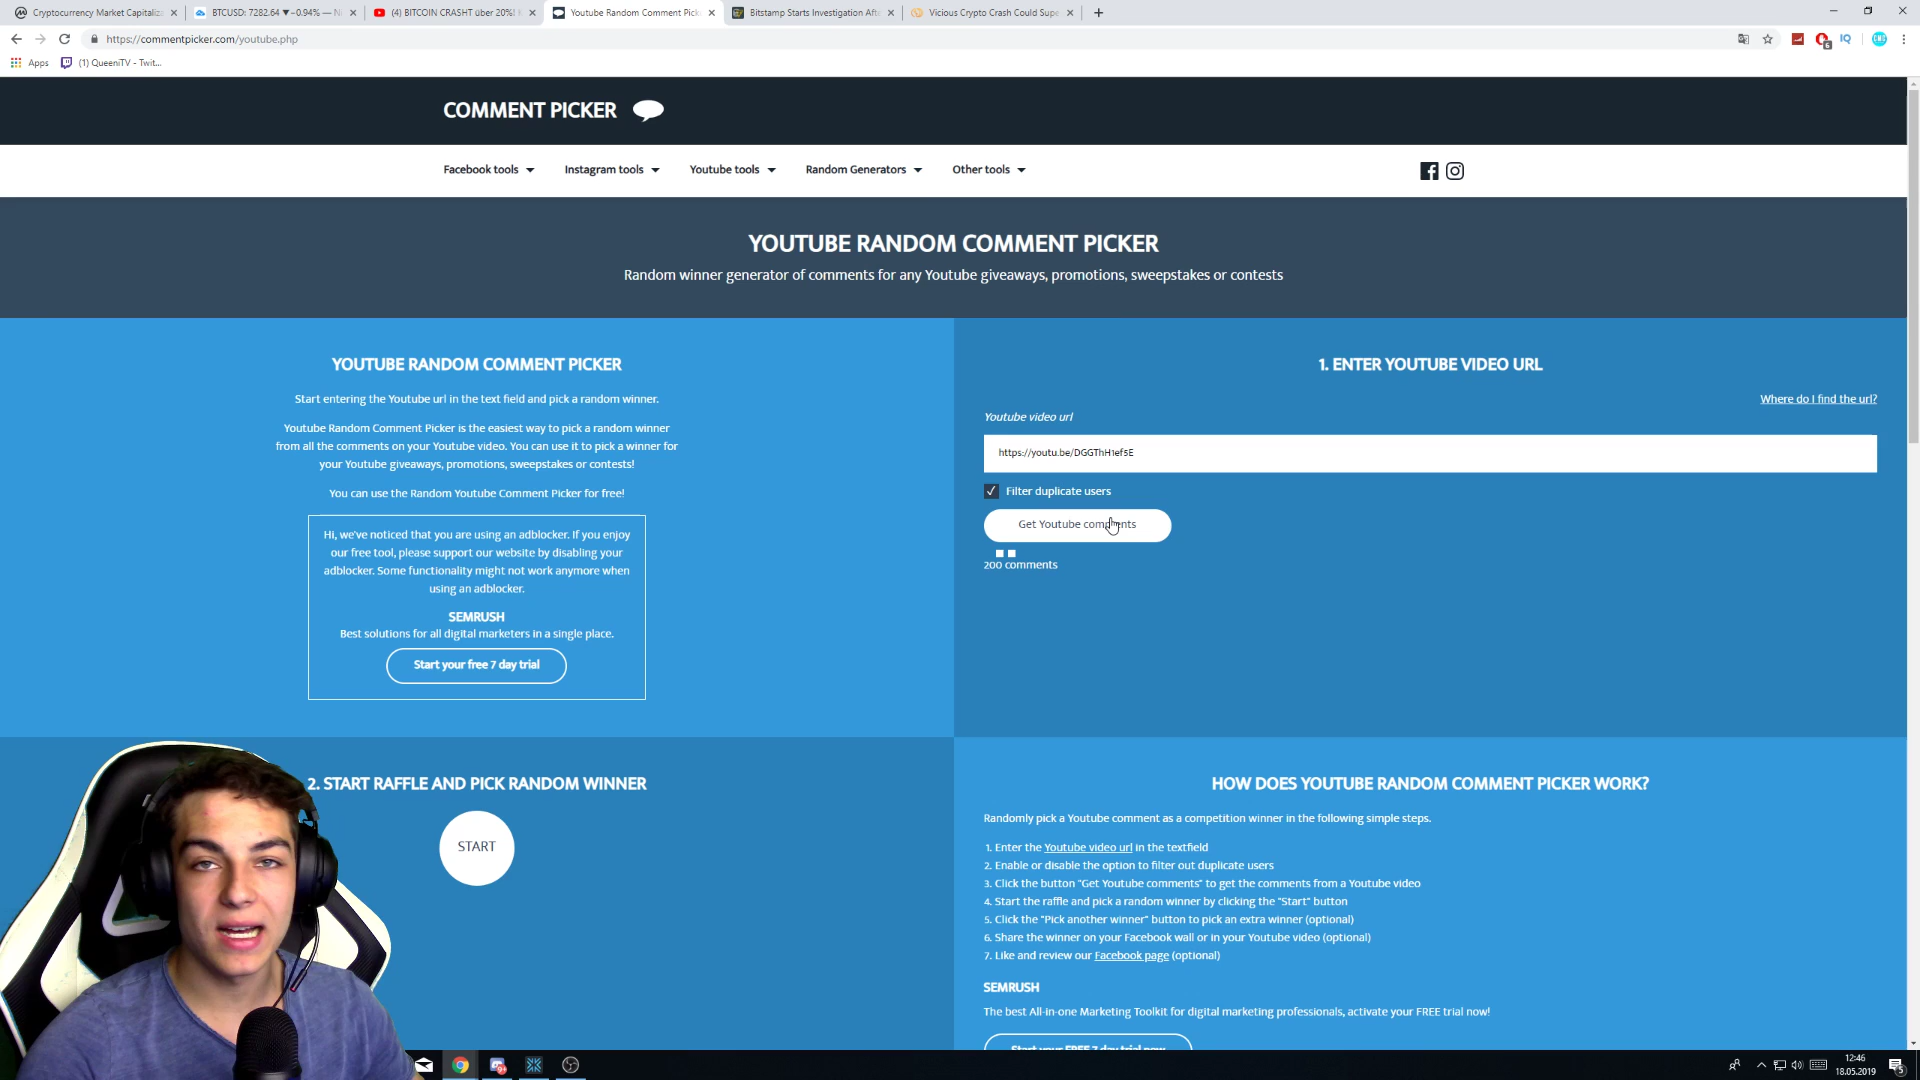 Cryptocurrency Market Capitaliza
BTCUSD: 7282.64 ▼−0.94% — N
(4) BITCOIN CRASHT über 20%!
Youtube Random Comment Pick
Bitstamp Starts Investigation Afte
Vicious Crypto Crash Could Supe
https://commentpicker.com/youtube.php
Apps
(1) QueeniTV - Twit...
COMMENT PICKER
Facebook tools
Instagram tools
Youtube tools
Random Generators
Other tools
YOUTUBE RANDOM COMMENT PICKER
Random winner generator of comments for any Youtube giveaways, promotions, sweepstakes or contests
YOUTUBE RANDOM COMMENT PICKER
Start entering the Youtube url in the text field and pick a random winner.
Youtube Random Comment Picker is the easiest way to pick a random winner
from all the comments on your Youtube video. You can use it to pick a winner for
your Youtube giveaways, promotions, sweepstakes or contests!
You can use the Random Youtube Comment Picker for free!
Hi, we've noticed that you are using an adblocker. If you enjoy
our free tool, please support our website by disabling your
adblocker. Some functionality might not work anymore when
using an adblocker.
SEMRUSH
Best solutions for all digital marketers in a single place.
Start your free 7 day trial
1. ENTER YOUTUBE VIDEO URL
Where do I find the url?
Youtube video url
https://youtu.be/DGGThH1ef5E
Filter duplicate users
Get Youtube comments
200 comments
2. START RAFFLE AND PICK RANDOM WINNER
START
HOW DOES YOUTUBE RANDOM COMMENT PICKER WORK?
Randomly pick a Youtube comment as a competition winner in the following simple steps.
1. Enter the Youtube video url in the textfield
2. Enable or disable the option to filter out duplicate users
3. Click the button "Get Youtube comments" to get the comments from a Youtube video
4. Start the raffle and pick a random winner by clicking the "Start" button
5. Click the "Pick another winner" button to pick an extra winner (optional)
6. Share the winner on your Facebook wall or in your Youtube video (optional)
7. Like and review our Facebook page (optional)
SEMRUSH
The best All-in-one Marketing Toolkit for digital marketing professionals, activate your FREE trial now!
Start your FREE 7 day trial now
12:46
18.05.2019